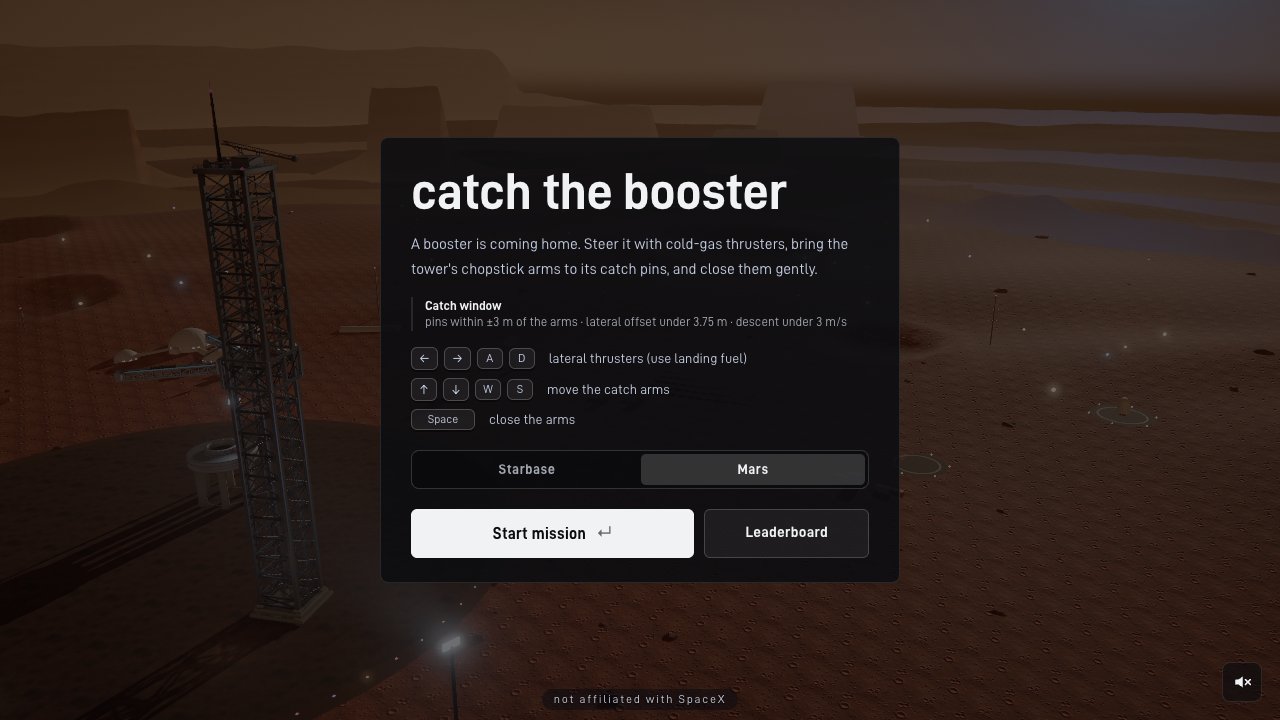 catch the booster
A booster is coming home. Steer it with cold-gas thrusters, bring the
tower's chopstick arms to its catch pins, and close them gently.
Catch window
pins within ±3 m of the arms · lateral offset under 3.75 m · descent under 3 m/s
← → A D lateral thrusters (use landing fuel)
↑ ↓ W S move the catch arms
Space close the arms
Starbase Mars
Start mission ↵ Leaderboard
not affiliated with SpaceX